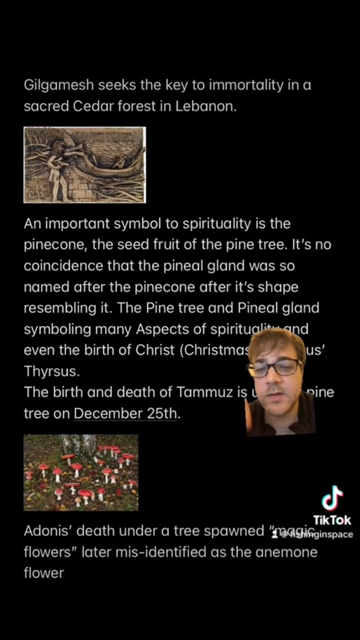 Gilgamesh seeks the key to immortality in a
sacred Cedar forest in Lebanon.
An important symbol to spirituality is the
pinecone, the seed fruit of the pine tree. It's no
coincidence that the pineal gland was so
named after the pinecone after it's shape
resembling it. The Pine tree and Pineal gland
symboling many Aspects of spirituality and
even the birth of Christ (Christmas
Thyrsus.
The birth and death of Tammuz is pine
tree on December 25th.
Adonis' death under a tree spawned "magic
flowers" later mis-identified as the anemone
flower
TikTok
@fishinginspace